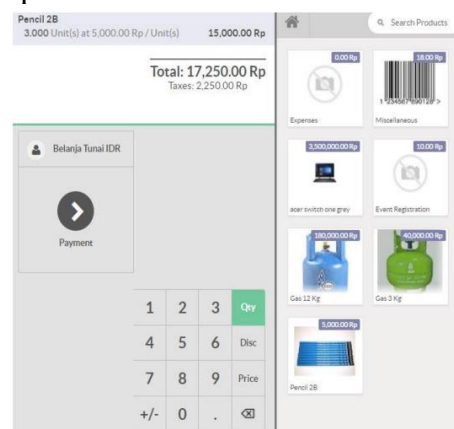 Pencil 2B
3.000 Unit(s) at 5,000.00 Rp / Unit(s) 15,000.00 Rp
Total: 17,250.00 Rp
Taxes: 2,250.00 Rp
Belanja Tunai IDR
Payment
1 2 3 Qty
4 5 6 Disc
7 8 9 Price
+/- 0 .
Search Products
0.00 Rp
Expenses
18.00 Rp
1 "234567"890128" >
Miscellaneous
3,500,000.00 Rp
acer switch one grey
10.00 Rp
Event Registration
180,000.00 Rp
Gas 12 Kg
40,000.00 Rp
Gas 3 Kg
5,000.00 Rp
Pencil 2B